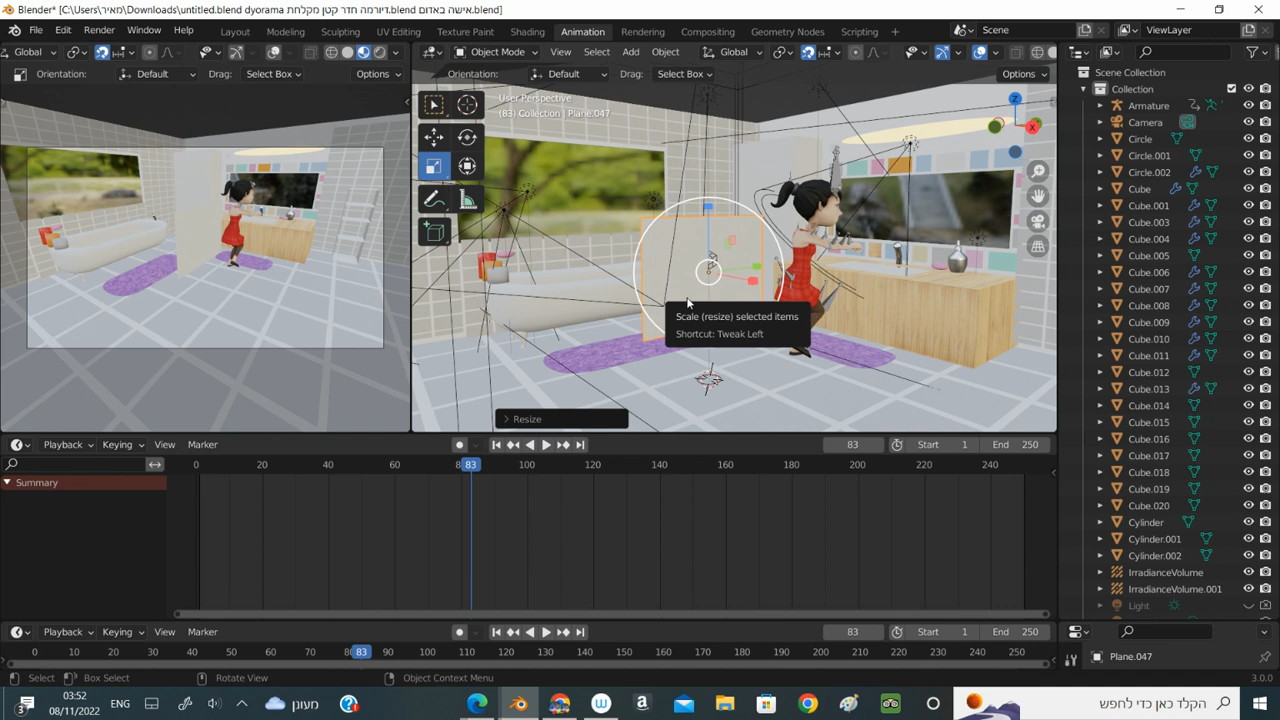 Blender* [C:\Users\מאיר\Downloads\untitled.blend dyorama דיורמה חדר קטן מקלחת.blend אישה באדום.blend]
File Edit Render Window Help Layout Modeling Sculpting UV Editing Texture Paint Shading Animation Rendering Compositing Geometry Nodes Scripting Scene ViewLayer
Global Object Mode View Select Add Object Global
Orientation: Default Drag: Select Box Options Orientation: Default Drag: Select Box Options
Scene Collection
Collection
User Perspective
(83) Collection | Plane.047
Z
X
Armature
Camera
Circle
Circle.001
Circle.002
Cube
Cube.001
Cube.003
Cube.004
Cube.005
Cube.006
Cube.007
Cube.008
Cube.009
Cube.010
Cube.011
Cube.012
Cube.013
Cube.014
Cube.015
Cube.016
Cube.017
Cube.018
Cube.019
Cube.020
Cylinder
Cylinder.001
Cylinder.002
IrradianceVolume
IrradianceVolume.001
Light
Scale (resize) selected items
Shortcut: Tweak Left
Resize
Playback Keying View Marker 83 Start 1 End 250
0 20 40 60 83 100 120 140 160 180 200 220 240
Summary
Playback Keying View Marker 83 Start 1 End 250
0 10 20 30 40 50 60 70 83 90 100 110 120 130 140 150 160 170 180 190 200 210 220 230 240 250
Plane.047
Select Box Select Rotate View Object Context Menu 3.0.0
03:52
08/11/2022
3
ENG
מעונן
הקלד כאן כדי לחפש